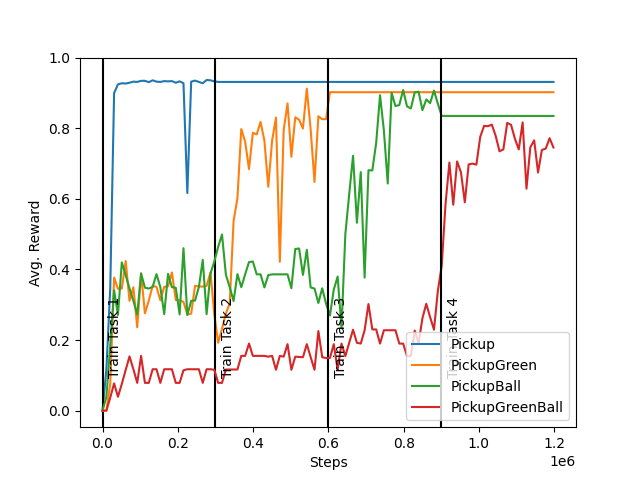 1.0
0.8
0.6
0.4
0.2
0.0
Avg. Reward
Train Task 1
Train Task 2
Train Task 3
Train Task 4
Pickup
PickupGreen
PickupBall
PickupGreenBall
0.0 0.2 0.4 0.6 0.8 1.0 1.2
1e6
Steps